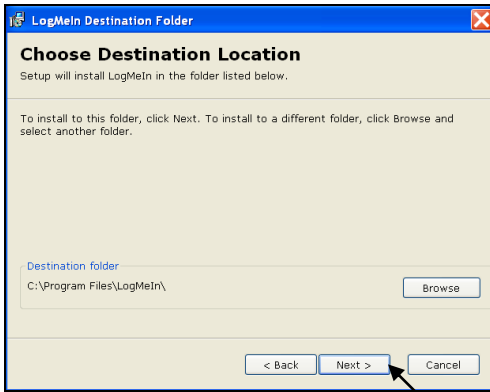 LogMeIn Destination Folder
Choose Destination Location
Setup will install LogMeIn in the folder listed below.
To install to this folder, click Next. To install to a different folder, click Browse and
select another folder.
Destination folder
C:\Program Files\LogMeIn\
Browse
< Back
Next >
Cancel